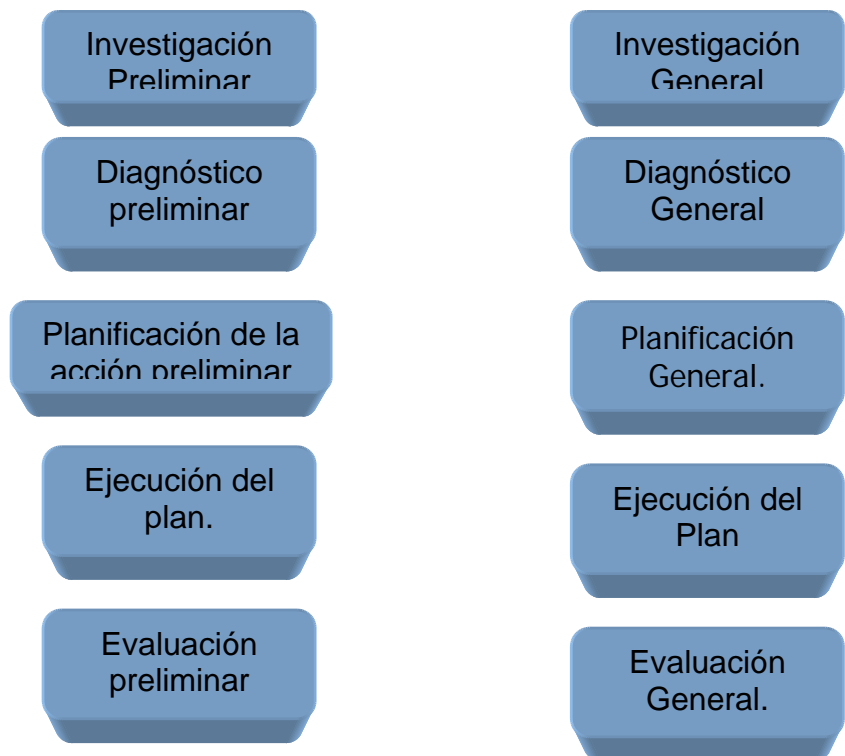 Investigación
Preliminar
Diagnóstico
preliminar
Planificación de la
acción preliminar
Ejecución del
plan.
Evaluación
preliminar
Investigación
General
Diagnóstico
General
Planificación
General.
Ejecución del
Plan
Evaluación
General.